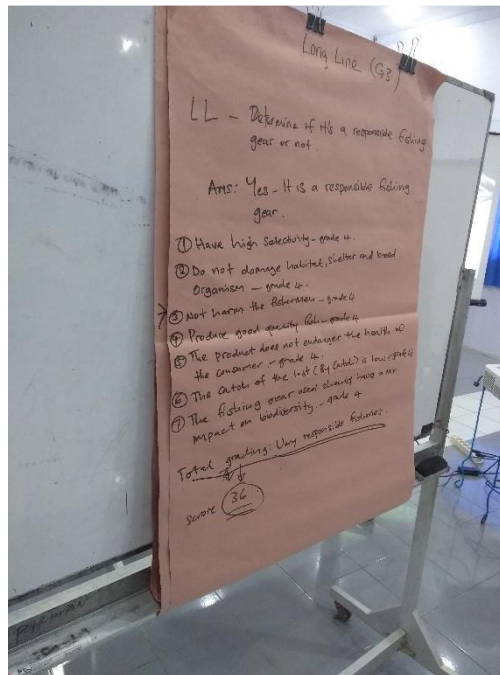 Long Line (G3)
LL - Determine if it's a responsible fishing
gear or not.
Ans: Yes - It is a responsible fishing
gear.
① Have high Selectivity - grade 4.
② Do not damage habitat, shelter and breed
Organism - grade 4.
③ Not harm the fishermen - grade 4
④ Produce good quality fish - grade 4
⑤ The product does not endanger the health of
the consumer. - grade 4.
⑥ The catch of the lost (By Catch) is low - grade 4
⑦ The fishing gear used should have a min.
impact on biodiversity. - grade 4
Total grading: Very responsible fisheries.
score 36